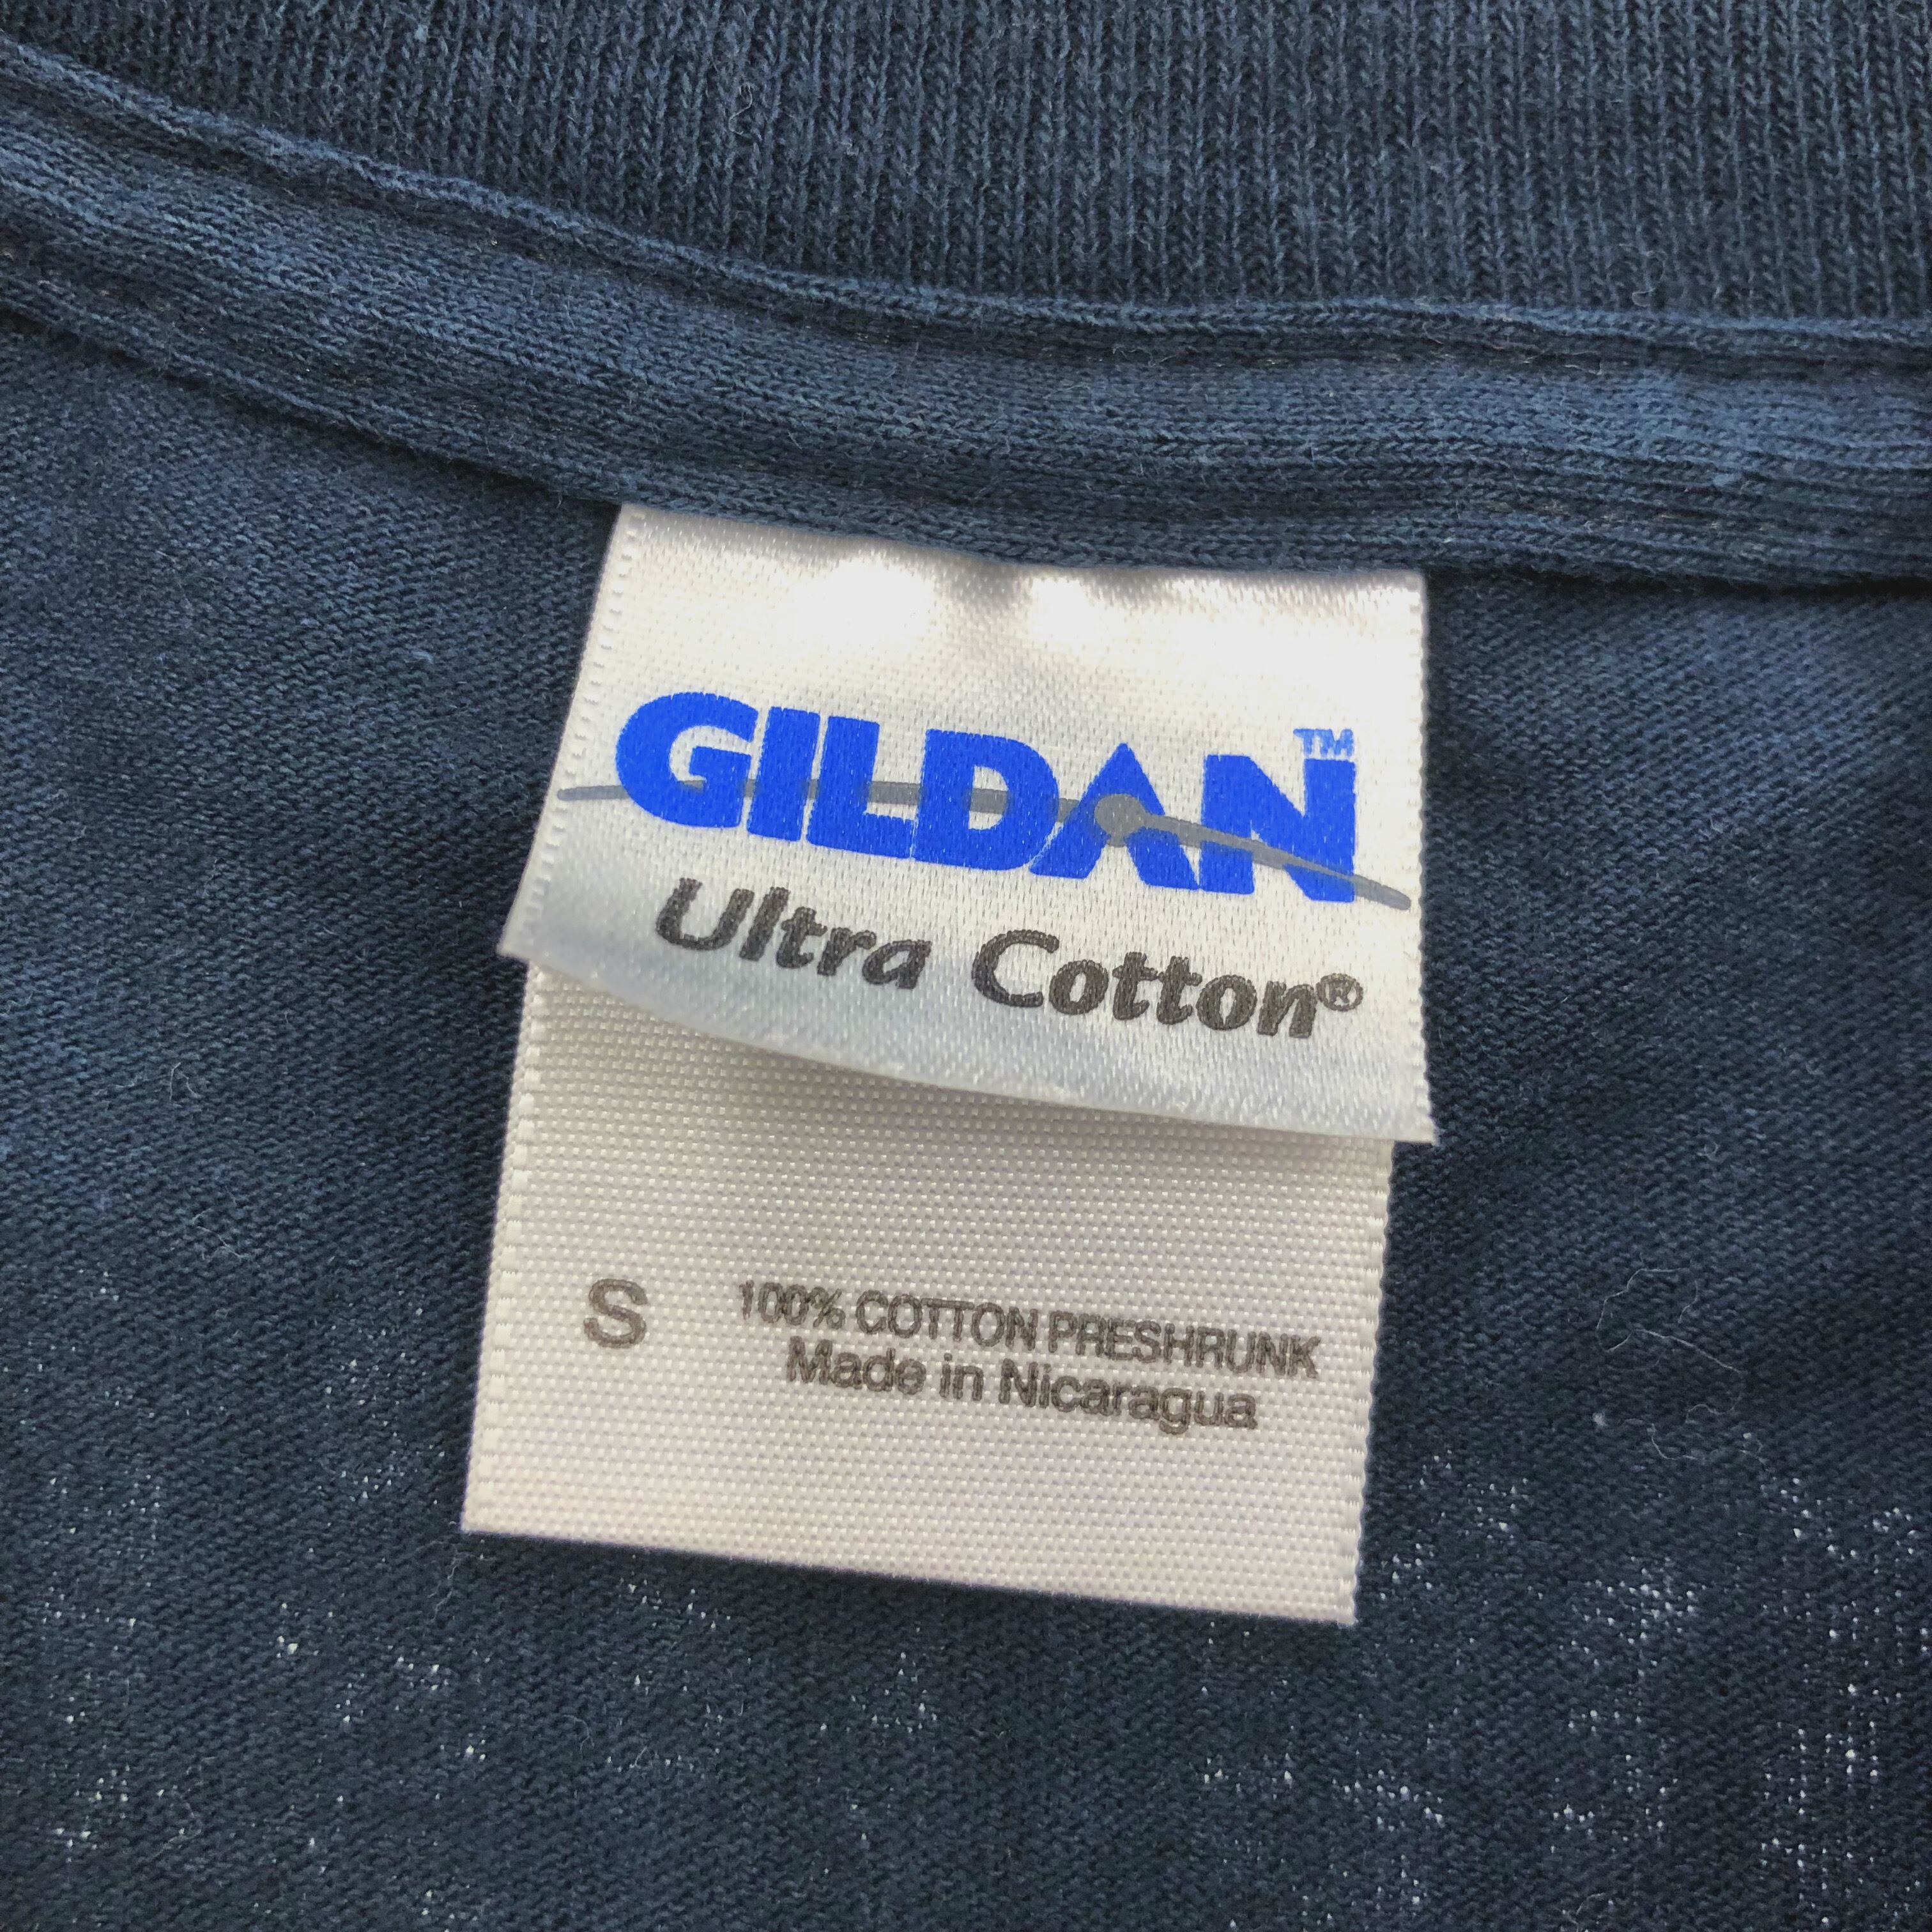 GILDAN™
Ultra Cotton®
S 100% COTTON PRESHRUNK
Made in Nicaragua